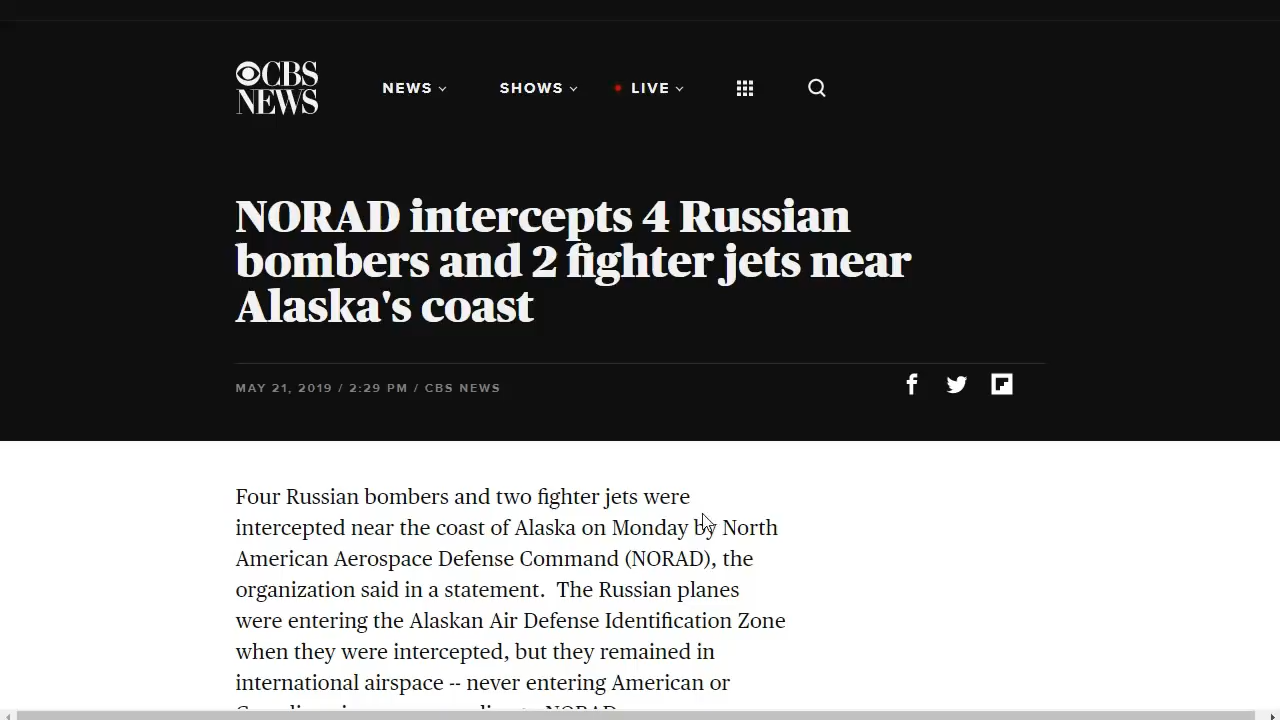 CBS
NEWS
NEWS
SHOWS
LIVE
NORAD intercepts 4 Russian
bombers and 2 fighter jets near
Alaska's coast
MAY 21, 2019 / 2:29 PM / CBS NEWS
Four Russian bombers and two fighter jets were
intercepted near the coast of Alaska on Monday by North
American Aerospace Defense Command (NORAD), the
organization said in a statement.  The Russian planes
were entering the Alaskan Air Defense Identification Zone
when they were intercepted, but they remained in
international airspace -- never entering American or
NORAD